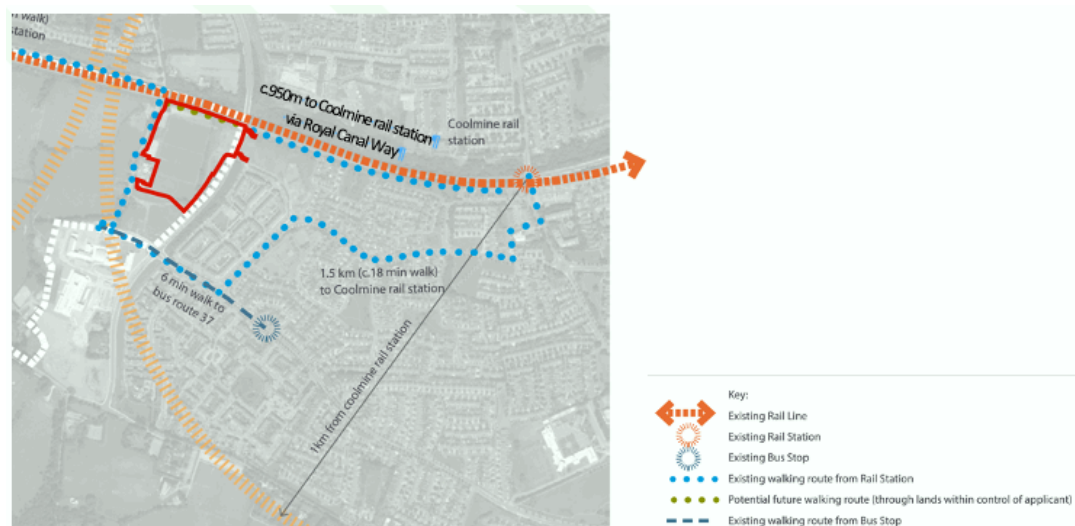 walk)
station
c.950m to Coolmine rail station
via Royal Canal Way
Coolmine rail
station
1.5 km (c.18 min walk)
to Coolmine rail station
6 min walk to
bus route 37
1km from coolmine rail station
Key:
Existing Rail Line
Existing Rail Station
Existing Bus Stop
Existing walking route from Rail Station
Potential future walking route (through lands within control of applicant)
Existing walking route from Bus Stop